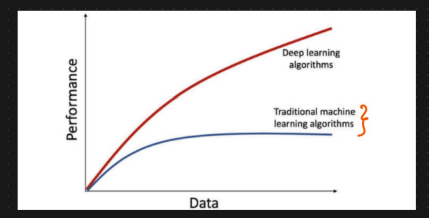 Deep learning
algorithms
Traditional machine
learning algorithms
Performance
Data